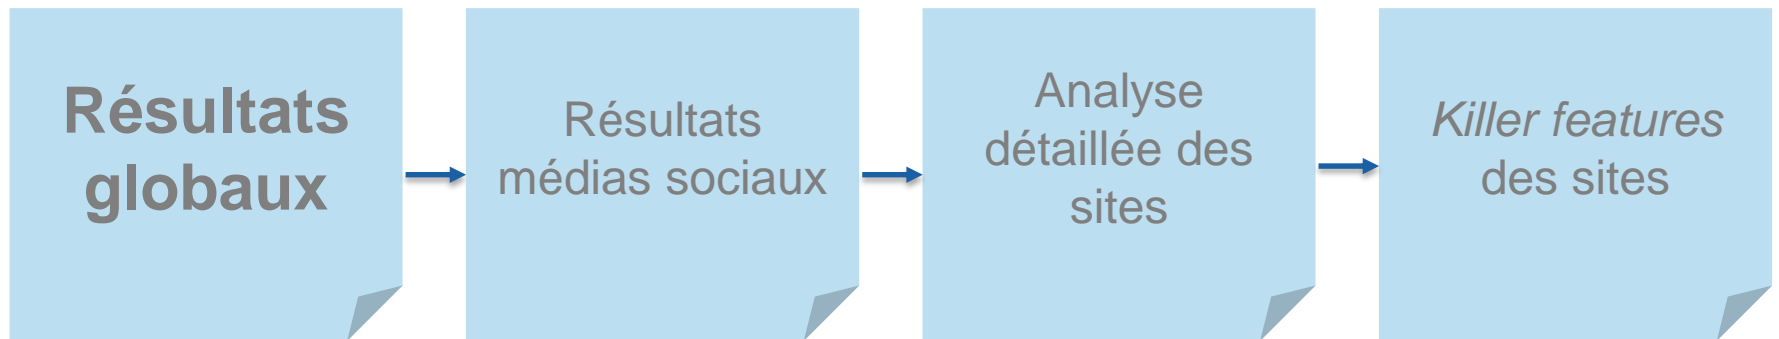 Résultats
globaux
Résultats
médias sociaux
Analyse
détaillée des
sites
Killer features
des sites